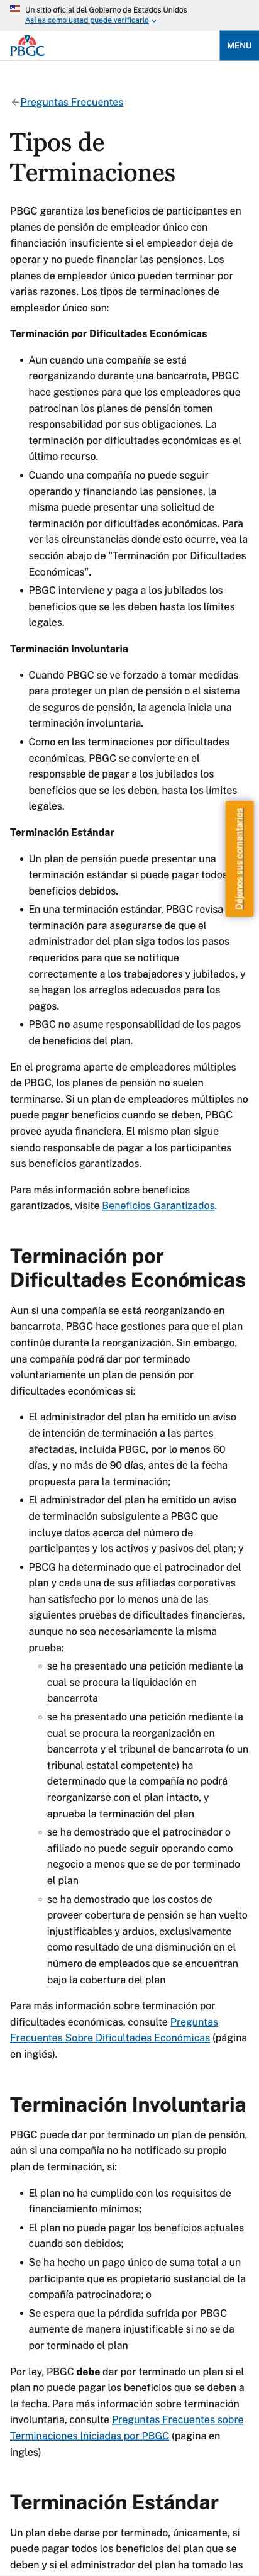 Un sitio oficial del Gobierno de Estados Unidos
Así es como usted puede verificarlo
PBGC
MENU
Preguntas Frecuentes
Tipos de
Terminaciones
PBGC garantiza los beneficios de participantes en
planes de pensión de empleador único con
financiación insuficiente si el empleador deja de
operar y no puede financiar las pensiones. Los
planes de empleador único pueden terminar por
varias razones. Los tipos de terminaciones de
empleador único son:
Terminación por Dificultades Económicas
• Aun cuando una compañía se está
reorganizando durante una bancarrota, PBGC
hace gestiones para que los empleadores que
patrocinan los planes de pensión tomen
responsabilidad por sus obligaciones. La
terminación por dificultades económicas es el
último recurso.
• Cuando una compañía no puede seguir
operando y financiando las pensiones, la
misma puede presentar una solicitud de
terminación por dificultades económicas. Para
ver las circunstancias donde esto ocurre, vea la
sección abajo de "Terminación por Dificultades
Económicas".
• PBGC interviene y paga a los jubilados los
beneficios que se les deben hasta los límites
legales.
Terminación Involuntaria
• Cuando PBGC se ve forzado a tomar medidas
para proteger un plan de pensión o el sistema
de seguros de pensión, la agencia inicia una
terminación involuntaria.
• Como en las terminaciones por dificultades
económicas, PBGC se convierte en el
responsable de pagar a los jubilados los
beneficios que se les deben, hasta los límites
legales.
Déjenos sus comentarios
Terminación Estándar
• Un plan de pensión puede presentar una
terminación estándar si puede pagar todos
beneficios debidos.
• En una terminación estándar, PBGC revisa
terminación para asegurarse de que el
administrador del plan siga todos los pasos
requeridos para que se notifique
correctamente a los trabajadores y jubilados, y
se hagan los arreglos adecuados para los
pagos.
• PBGC no asume responsabilidad de los pagos
de beneficios del plan.
En el programa aparte de empleadores múltiples
de PBGC, los planes de pensión no suelen
terminarse. Si un plan de empleadores múltiples no
puede pagar beneficios cuando se deben, PBGC
provee ayuda financiera. El mismo plan sigue
siendo responsable de pagar a los participantes
sus beneficios garantizados.
Para más información sobre beneficios
garantizados, visite Beneficios Garantizados.
Terminación por
Dificultades Económicas
Aun si una compañía se está reorganizando en
bancarrota, PBGC hace gestiones para que el plan
continúe durante la reorganización. Sin embargo,
una compañía podrá dar por terminado
voluntariamente un plan de pensión por
dificultades económicas si:
• El administrador del plan ha emitido un aviso
de intención de terminación a las partes
afectadas, incluida PBGC, por lo menos 60
días, y no más de 90 días, antes de la fecha
propuesta para la terminación;
• El administrador del plan ha emitido un aviso
de terminación subsiguiente a PBGC que
incluye datos acerca del número de
participantes y los activos y pasivos del plan; y
• PBCG ha determinado que el patrocinador del
plan y cada una de sus afiliadas corporativas
han satisfecho por lo menos una de las
siguientes pruebas de dificultades financieras,
aunque no sea necesariamente la misma
prueba:
○ se ha presentado una petición mediante la
cual se procura la liquidación en
bancarrota
○ se ha presentado una petición mediante la
cual se procura la reorganización en
bancarrota y el tribunal de bancarrota (o un
tribunal estatal competente) ha
determinado que la compañía no podrá
reorganizarse con el plan intacto, y
aprueba la terminación del plan
○ se ha demostrado que el patrocinador o
afiliado no puede seguir operando como
negocio a menos que se de por terminado
el plan
○ se ha demostrado que los costos de
proveer cobertura de pensión se han vuelto
injustificables y arduos, exclusivamente
como resultado de una disminución en el
número de empleados que se encuentran
bajo la cobertura del plan
Para más información sobre terminación por
dificultades económicas, consulte Preguntas
Frecuentes Sobre Dificultades Económicas (página
en inglés).
Terminación Involuntaria
PBGC puede dar por terminado un plan de pensión,
aún si una compañía no ha notificado su propio
plan de terminación, si:
• El plan no ha cumplido con los requisitos de
financiamiento mínimos;
• El plan no puede pagar los beneficios actuales
cuando son debidos;
• Se ha hecho un pago único de suma total a un
participante que es propietario sustancial de la
compañía patrocinadora; o
• Se espera que la pérdida sufrida por PBGC
aumente de manera injustificable si no se da
por terminado el plan
Por ley, PBGC debe dar por terminado un plan si el
plan no puede pagar los beneficios que se deben a
la fecha. Para más información sobre terminación
involuntaria, consulte Preguntas Frecuentes sobre
Terminaciones Iniciadas por PBGC (pagina en
ingles)
Terminación Estándar
Un plan debe darse por terminado, únicamente, si
puede pagar todos los beneficios del plan que se
deben y si el administrador del plan ha tomado las